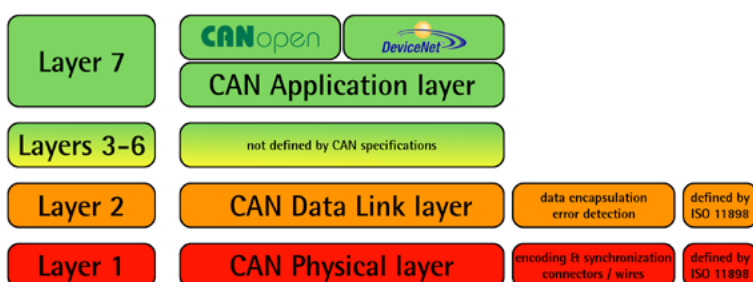 Layer 7
CANopen
DeviceNet
CAN Application layer
Layers 3-6
not defined by CAN specifications
Layer 2
CAN Data Link layer
data encapsulation
error detection
defined by
ISO 11898
Layer 1
CAN Physical layer
encoding & synchronization
connectors / wires
defined by
ISO 11898